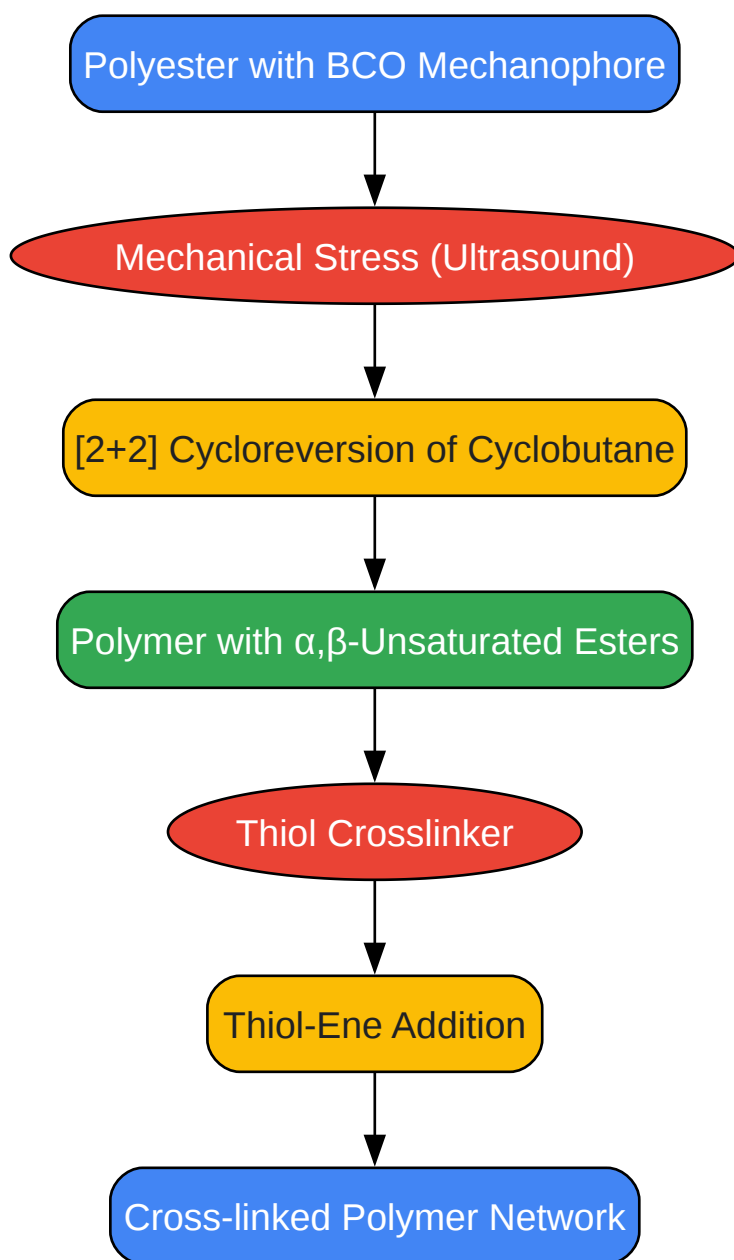 Polyester with BCO Mechanophore
Mechanical Stress (Ultrasound)
[2+2] Cycloreversion of Cyclobutane
Polymer with α,β-Unsaturated Esters
Thiol Crosslinker
Thiol-Ene Addition
Cross-linked Polymer Network